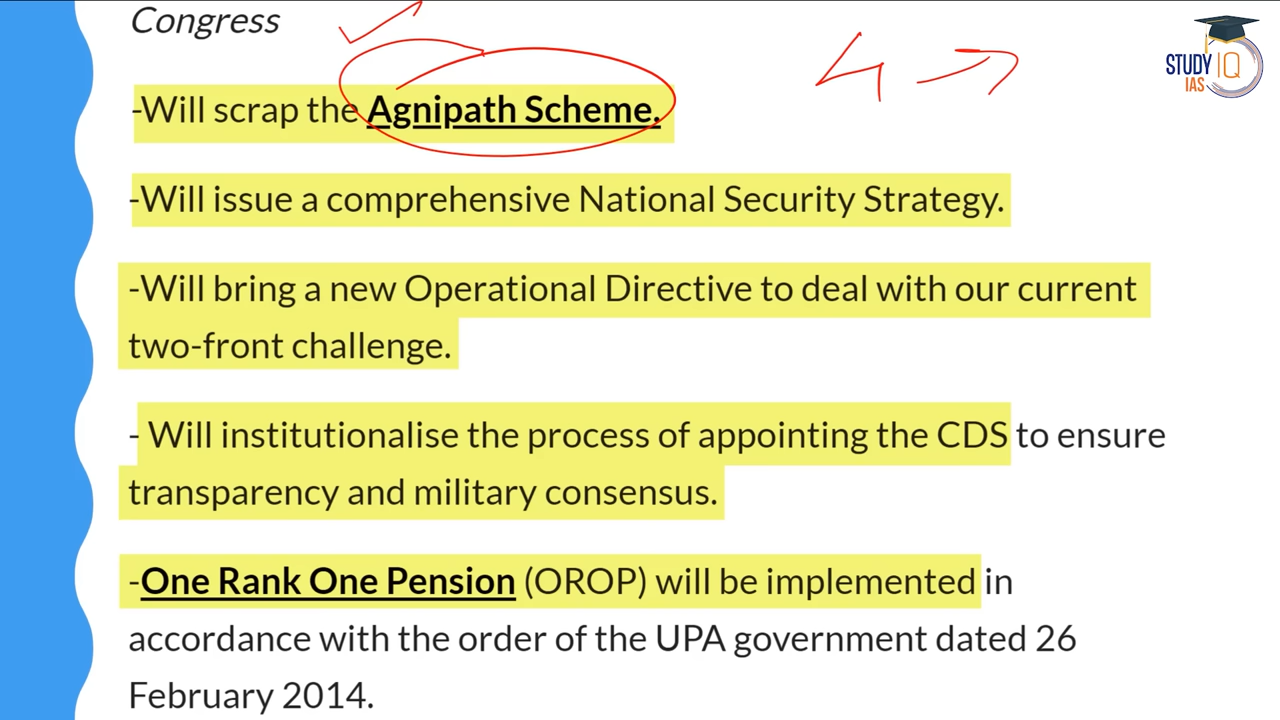 Congress
-Will scrap the Agnipath Scheme.
4
STUDY IQ
IAS
-Will issue a comprehensive National Security Strategy.
-Will bring a new Operational Directive to deal with our current
two-front challenge.
- Will institutionalise the process of appointing the CDS to ensure
transparency and military consensus.
-One Rank One Pension (OROP) will be implemented in
accordance with the order of the UPA government dated 26
February 2014.